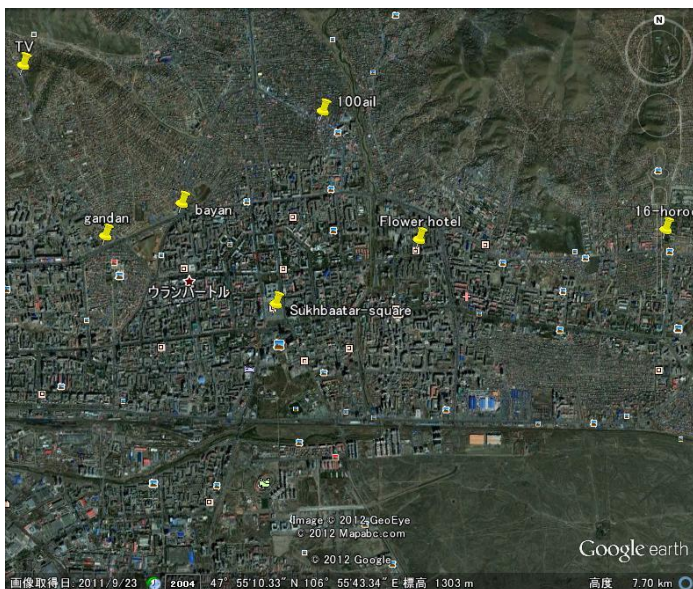 N
TV
100ail
bayan
gandan
Flower hotel
16-horo
ウランバートル
Sukhbaatar-square
Image © 2012 GeoEye
© 2012 Mapabc.com
© 2012 Google
Google earth
画像取得日: 2011/9/23 2004 47° 55'10.33" N 106° 55'43.34" E 標高 1303 m 高度 7.70 km